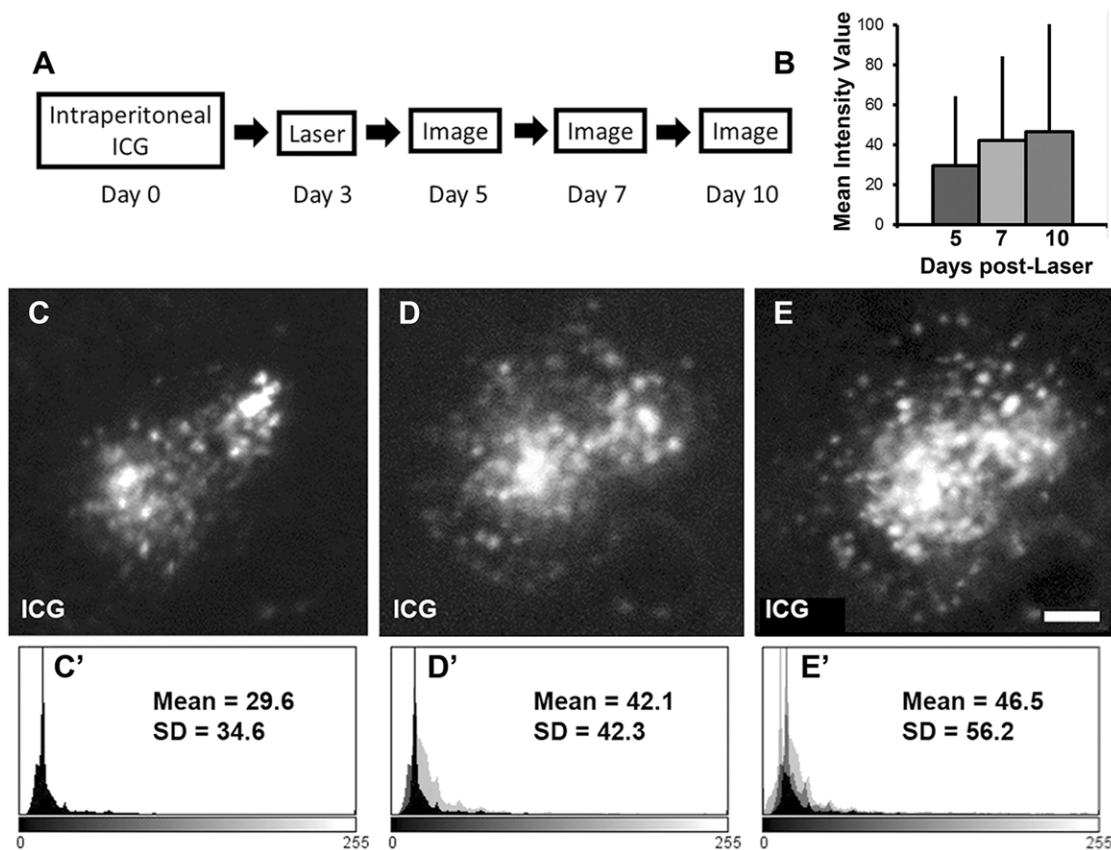 A
Intraperitoneal
ICG
Laser
Image
Image
Image
Day 0
Day 3
Day 5
Day 7
Day 10
B
Mean Intensity Value
100
80
60
40
20
0
5
7
10
Days post-Laser
C
ICG
D
ICG
E
ICG
C'
Mean = 29.6
SD = 34.6
0
255
D'
Mean = 42.1
SD = 42.3
0
255
E'
Mean = 46.5
SD = 56.2
0
255